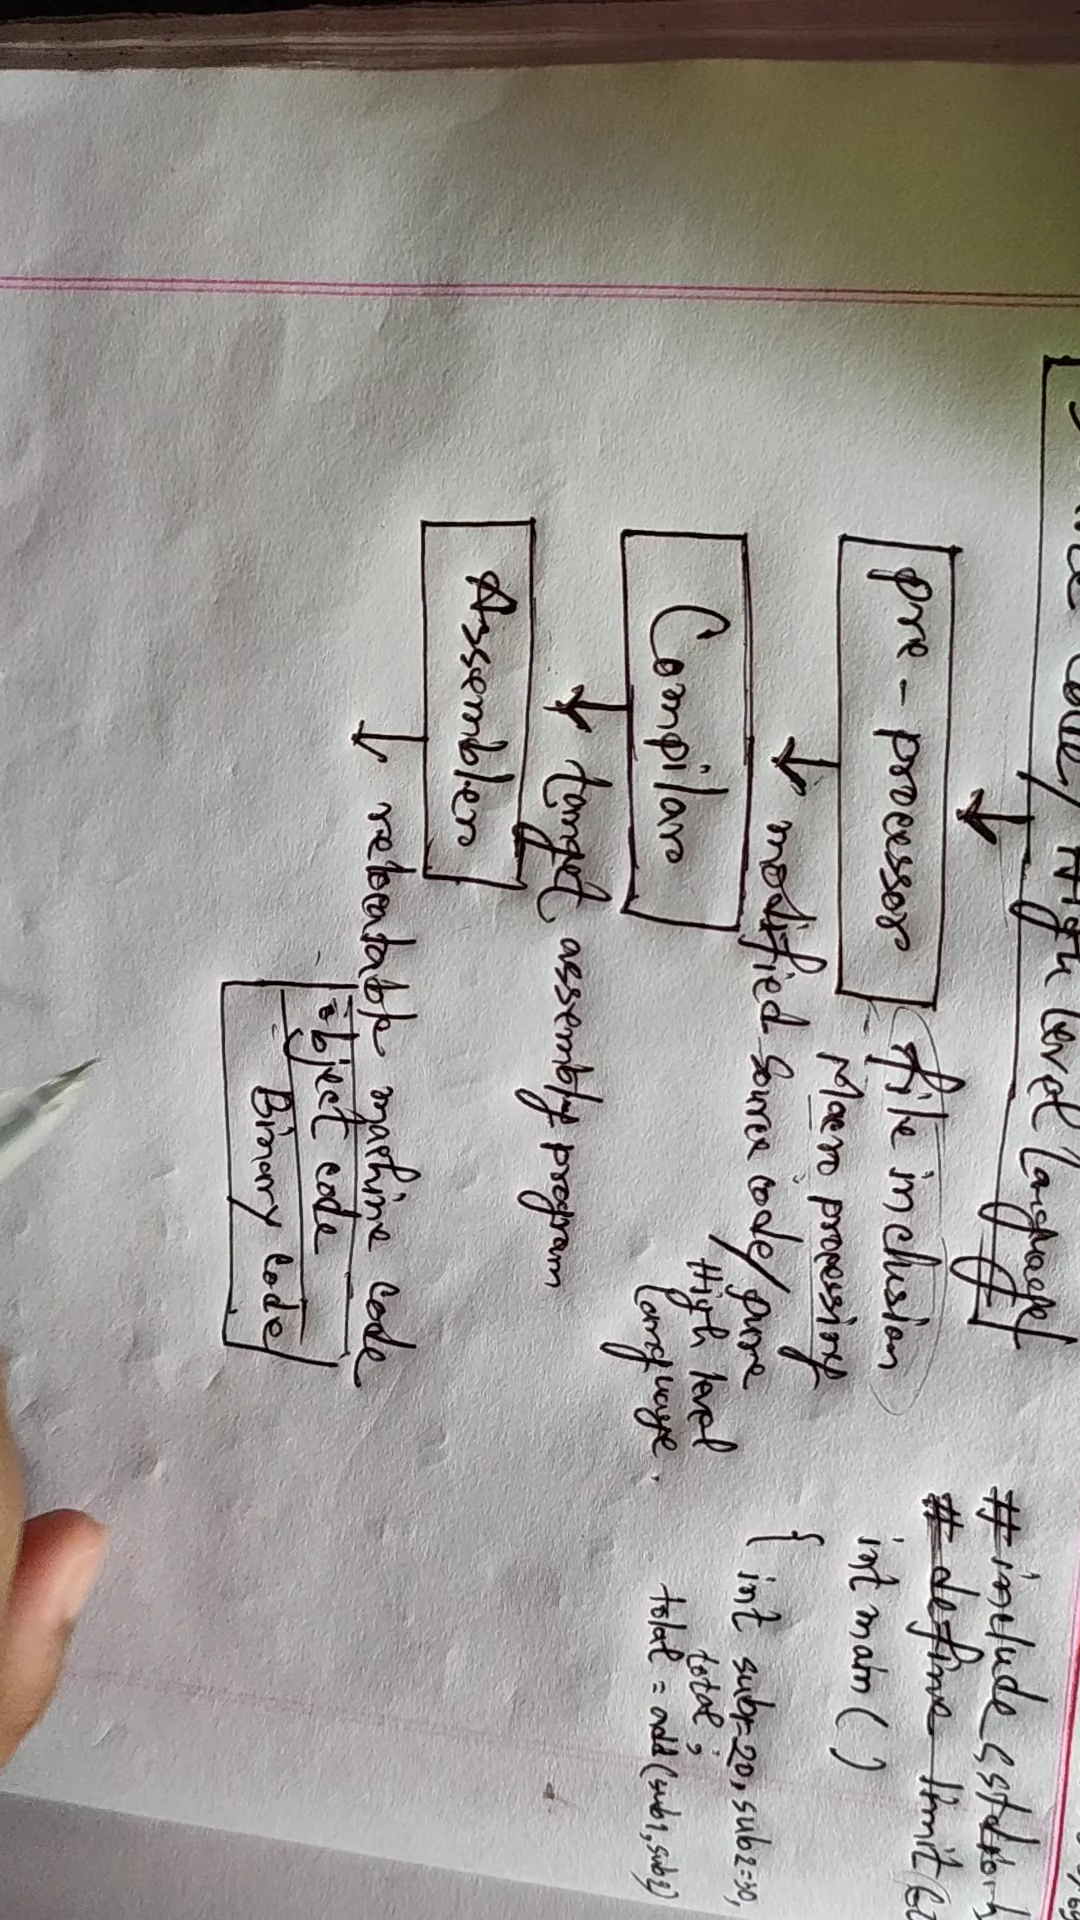 Code / High level language
pre-processor
file inclusion
Macro processing
modified source code/pure
High level
language.
Compilar
target assembly program
Assembler
relocatable machine code
object code
Binary code
#include <stdio.h
#define limit
int main ( )
{ int sub1=20, sub2=30,
total;
total = add(sub1, sub2)